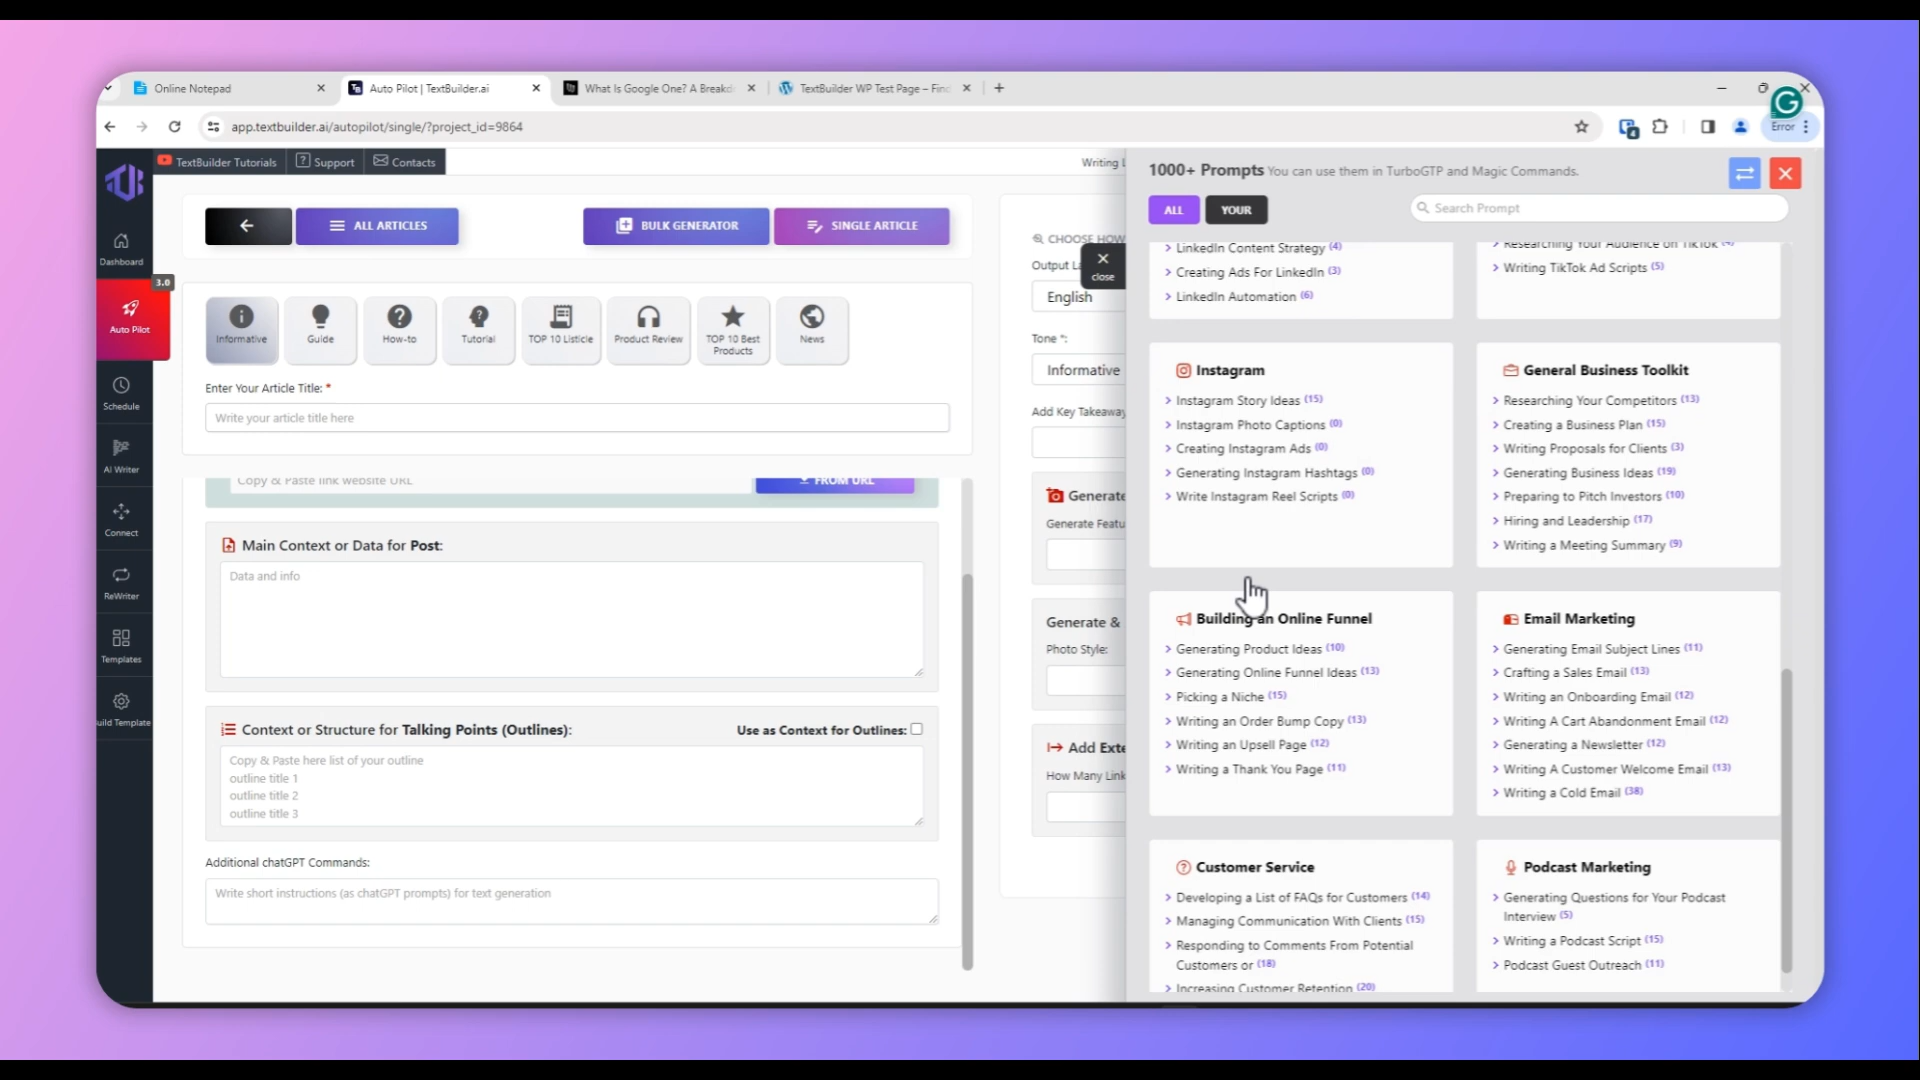 Online Notepad
Auto Pilot | TextBuilder.ai
What Is Google One? A Breakd
TextBuilder WP Test Page – Find
app.textbuilder.ai/autopilot/single/?project_id=9864
Error
TextBuilder Tutorials
Support
Contacts
Writing L
Dashboard
3.0
Auto Pilot
Schedule
AI Writer
Connect
ReWriter
Templates
uild Template
ALL ARTICLES
BULK GENERATOR
SINGLE ARTICLE
Informative
Guide
How-to
Tutorial
TOP 10 Listicle
Product Review
TOP 10 Best
Products
News
Enter Your Article Title: *
Write your article title here
Copy & Paste link website URL
FROM URL
Main Context or Data for Post:
Data and info
Context or Structure for Talking Points (Outlines):
Use as Context for Outlines:
Copy & Paste here list of your outline
outline title 1
outline title 2
outline title 3
Additional chatGPT Commands:
Write short instructions (as chatGPT prompts) for text generation
CHOOSE HOW
Output La
English
close
Tone *:
Informative
Add Key Takeaway
Generate
Generate Featu
Generate &
Photo Style:
Add Exte
How Many Link
1000+ Prompts You can use them in TurboGTP and Magic Commands.
ALL
YOUR
Search Prompt
LinkedIn Content Strategy (4)
Creating Ads For LinkedIn (3)
LinkedIn Automation (6)
Researching Your Audience on TikTok
Writing TikTok Ad Scripts (5)
Instagram
Instagram Story Ideas (15)
Instagram Photo Captions (0)
Creating Instagram Ads (0)
Generating Instagram Hashtags (0)
Write Instagram Reel Scripts (0)
General Business Toolkit
Researching Your Competitors (13)
Creating a Business Plan (15)
Writing Proposals for Clients (3)
Generating Business Ideas (19)
Preparing to Pitch Investors (10)
Hiring and Leadership (17)
Writing a Meeting Summary (9)
Building an Online Funnel
Generating Product Ideas (10)
Generating Online Funnel Ideas (13)
Picking a Niche (15)
Writing an Order Bump Copy (13)
Writing an Upsell Page (12)
Writing a Thank You Page (11)
Email Marketing
Generating Email Subject Lines (11)
Crafting a Sales Email (13)
Writing an Onboarding Email (12)
Writing A Cart Abandonment Email (12)
Generating a Newsletter (12)
Writing A Customer Welcome Email (13)
Writing a Cold Email (38)
Customer Service
Developing a List of FAQs for Customers (14)
Managing Communication With Clients (15)
Responding to Comments From Potential
Customers or (18)
Increasing Customer Retention (20)
Podcast Marketing
Generating Questions for Your Podcast
Interview (5)
Writing a Podcast Script (15)
Podcast Guest Outreach (11)